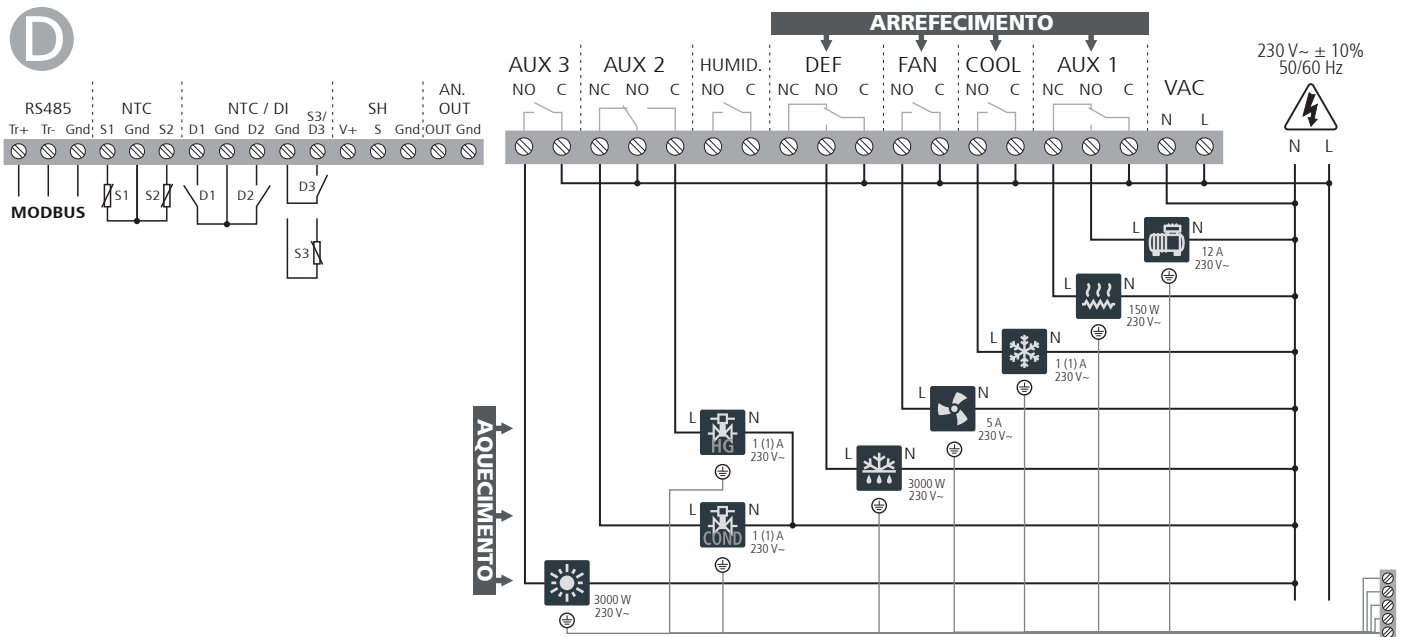 D
ARREFECIMENTO
230 V~ ± 10%
50/60 Hz
AUX 3 AUX 2 HUMID. DEF FAN COOL AUX 1 VAC
NO C NC NO C NO C NC NO C NO C NO C NC NO C N L
N L
RS485 NTC NTC / DI SH AN. OUT
Tr+ Tr- Gnd S1 Gnd S2 D1 Gnd D2 Gnd S3/D3 V+ S Gnd OUT Gnd
MODBUS
S1 S2 D1 D2 D3
S3
L N
12 A
230 V~
L N
150 W
230 V~
L N
1 (1) A
230 V~
L N
5 A
230 V~
AQUECIMENTO
L N
HG
1 (1) A
230 V~
L N
3000 W
230 V~
L N
COND
1 (1) A
230 V~
3000 W
230 V~